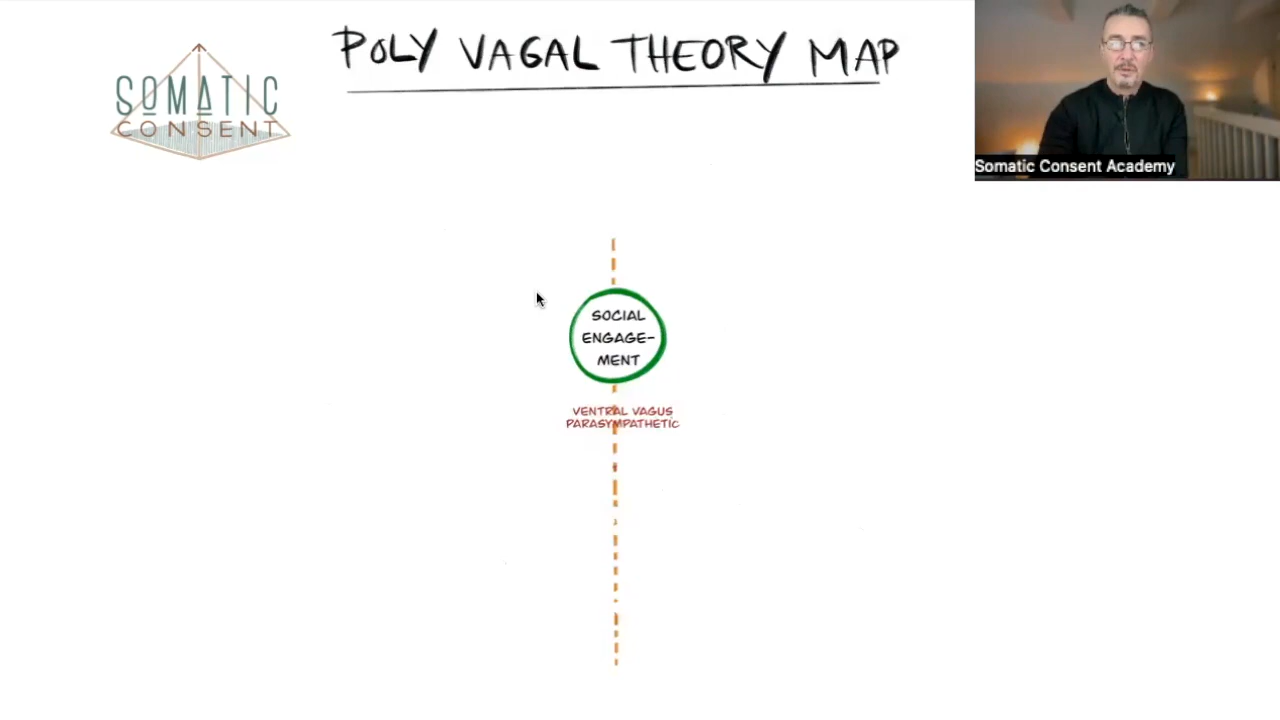 POLY VAGAL THEORY MAP
SOMATIC
CONSENT
Somatic Consent Academy
SOCIAL
ENGAGE-
MENT
VENTRAL VAGUS
PARASYMPATHETIC